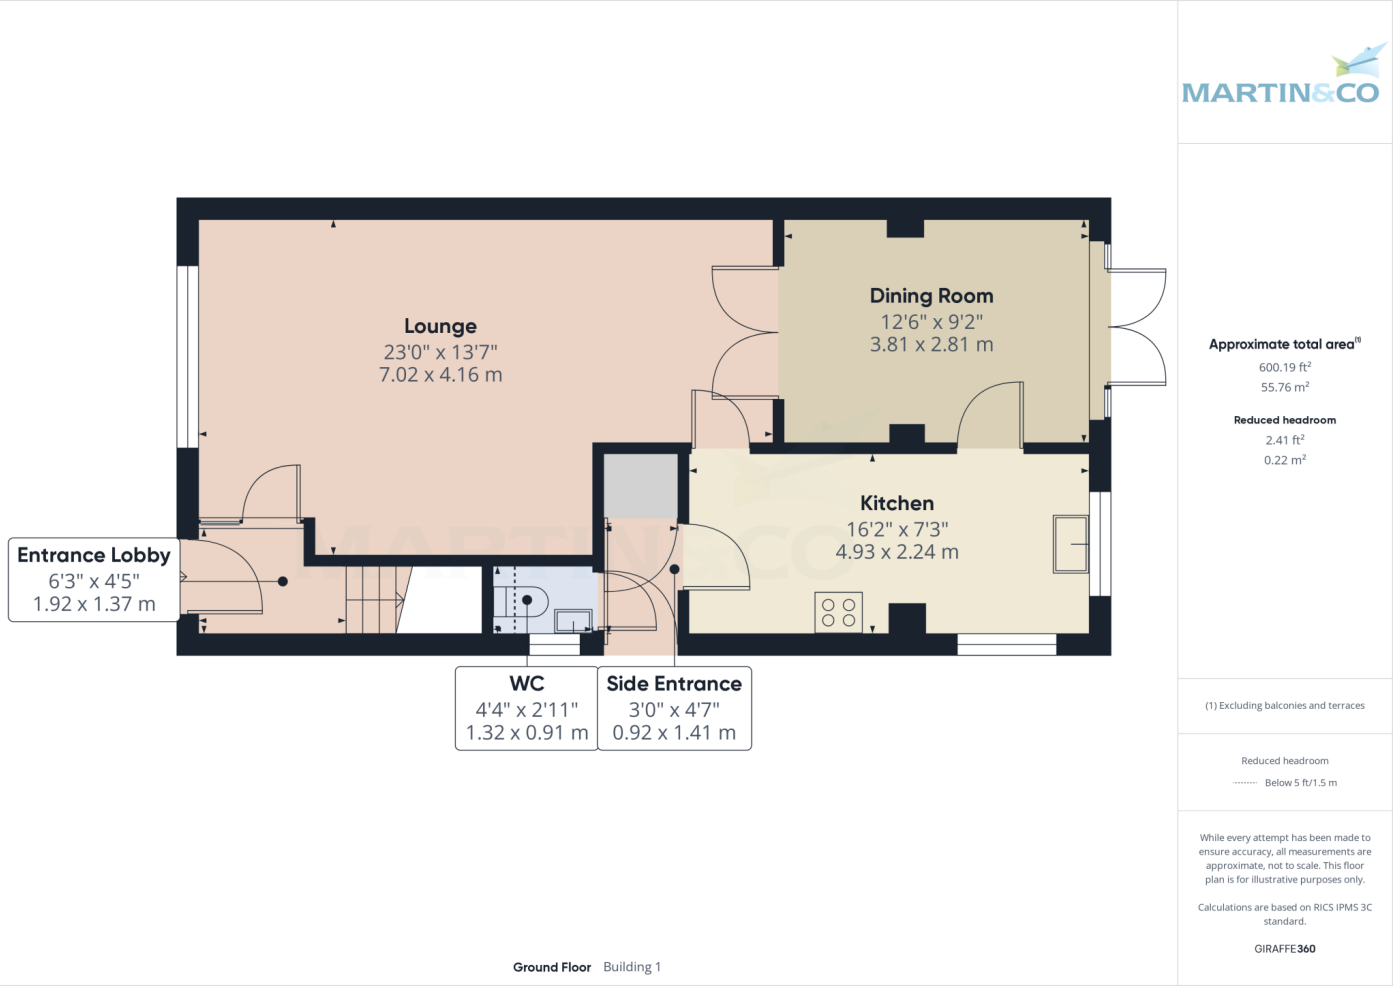 MARTIN&CO
Lounge
23'0" x 13'7"
7.02 x 4.16 m
Dining Room
12'6" x 9'2"
3.81 x 2.81 m
Kitchen
16'2" x 7'3"
4.93 x 2.24 m
Entrance Lobby
6'3" x 4'5"
1.92 x 1.37 m
WC
4'4" x 2'11"
1.32 x 0.91 m
Side Entrance
3'0" x 4'7"
0.92 x 1.41 m
MARTIN&CO
Ground Floor Building 1
Approximate total area(1)
600.19 ft²
55.76 m²
Reduced headroom
2.41 ft²
0.22 m²
(1) Excluding balconies and terraces
Reduced headroom
Below 5 ft/1.5 m
While every attempt has been made to
ensure accuracy, all measurements are
approximate, not to scale. This floor
plan is for illustrative purposes only.
Calculations are based on RICS IPMS 3C
standard.
GIRAFFE360